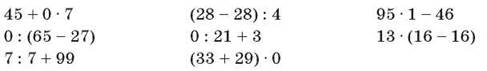 45 + 0 · 7 (28 – 28) : 4 95 · 1 – 46
0 : (65 – 27) 0 : 21 + 3 13 · (16 – 16)
7 : 7 + 99 (33 + 29) · 0